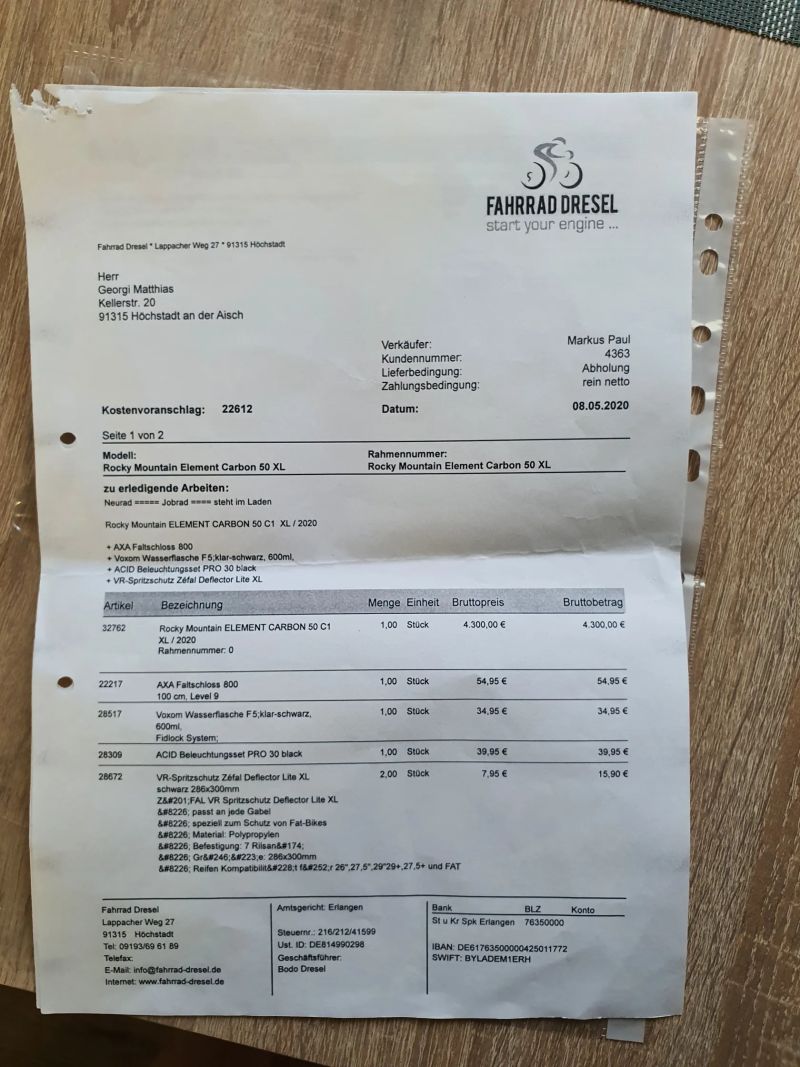 FAHRRAD DRESEL
start your engine ...
Fahrrad Dresel * Lappacher Weg 27 * 91315 Höchstadt
Herr
Georgi Matthias
Kellerstr. 20
91315 Höchstadt an der Aisch
Verkäufer: Markus Paul
Kundennummer: 4363
Lieferbedingung: Abholung
Zahlungsbedingung: rein netto
Kostenvoranschlag: 22612 Datum: 08.05.2020
Seite 1 von 2
Modell: Rahmennummer:
Rocky Mountain Element Carbon 50 XL Rocky Mountain Element Carbon 50 XL
zu erledigende Arbeiten:
Neurad ===== Jobrad ==== steht im Laden
Rocky Mountain ELEMENT CARBON 50 C1 XL / 2020
+ AXA Faltschloss 800
+ Voxom Wasserflasche F5;klar-schwarz, 600ml,
+ ACID Beleuchtungsset PRO 30 black
+ VR-Spritzschutz Zéfal Deflector Lite XL
Artikel Bezeichnung Menge Einheit Bruttopreis Bruttobetrag
32762 Rocky Mountain ELEMENT CARBON 50 C1 1,00 Stück 4.300,00 € 4.300,00 €
XL / 2020
Rahmennummer: 0
22217 AXA Faltschloss 800 1,00 Stück 54,95 € 54,95 €
100 cm, Level 9
28517 Voxom Wasserflasche F5;klar-schwarz, 1,00 Stück 34,95 € 34,95 €
600ml,
Fidlock System;
28309 ACID Beleuchtungsset PRO 30 black 1,00 Stück 39,95 € 39,95 €
28672 VR-Spritzschutz Zéfal Deflector Lite XL 2,00 Stück 7,95 € 15,90 €
schwarz 286x300mm
Z&#201;FAL VR Spritzschutz Deflector Lite XL
&#8226; passt an jede Gabel
&#8226; speziell zum Schutz von Fat-Bikes
&#8226; Material: Polypropylen
&#8226; Befestigung: 7 Rilsan&#174;
&#8226; Gr&#246;&#223;e: 286x300mm
&#8226; Reifen Kompatibilit&#228;t f&#252;r 26",27,5",29"29+,27,5+ und FAT
Fahrrad Dresel
Lappacher Weg 27
91315 Höchstadt
Tel: 09193/69 61 89
Telefax:
E-Mail: info@fahrrad-dresel.de
Internet: www.fahrrad-dresel.de
Amtsgericht: Erlangen
Steuernr.: 216/212/41599
Ust. ID: DE814990298
Geschäftsführer:
Bodo Dresel
Bank BLZ Konto
St u Kr Spk Erlangen 76350000
IBAN: DE61763500000425011772
SWIFT: BYLADEM1ERH